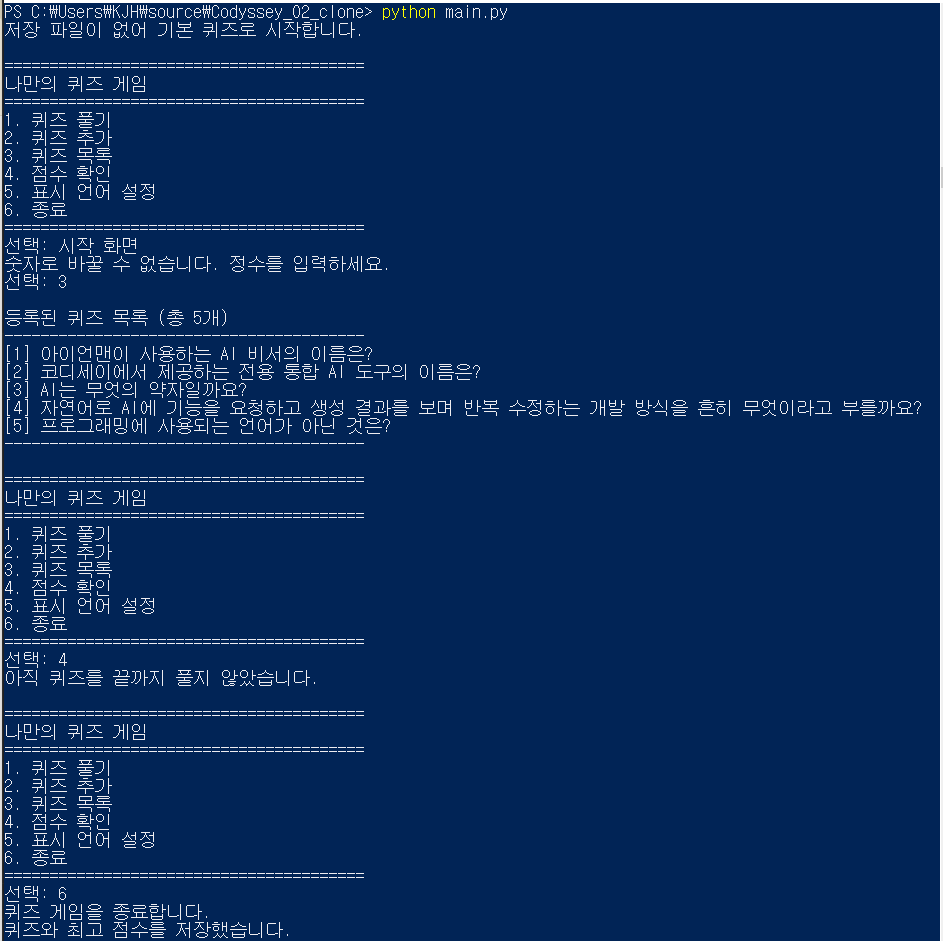 PS C:\Users\KJH\source\Codyssey_02_clone> python main.py
저장 파일이 없어 기본 퀴즈로 시작합니다.
========================================
나만의 퀴즈 게임
========================================
1. 퀴즈 풀기
2. 퀴즈 추가
3. 퀴즈 목록
4. 점수 확인
5. 표시 언어 설정
6. 종료
========================================
선택: 시작 화면
숫자로 바꿀 수 없습니다. 정수를 입력하세요.
선택: 3
등록된 퀴즈 목록 (총 5개)
----------------------------------------
[1] 아이언맨이 사용하는 AI 비서의 이름은?
[2] 코디세이에서 제공하는 전용 통합 AI 도구의 이름은?
[3] AI는 무엇의 약자일까요?
[4] 자연어로 AI에 기능을 요청하고 생성 결과를 보며 반복 수정하는 개발 방식을 흔히 무엇이라고 부를까요?
[5] 프로그래밍에 사용되는 언어가 아닌 것은?
----------------------------------------
========================================
나만의 퀴즈 게임
========================================
1. 퀴즈 풀기
2. 퀴즈 추가
3. 퀴즈 목록
4. 점수 확인
5. 표시 언어 설정
6. 종료
========================================
선택: 4
아직 퀴즈를 끝까지 풀지 않았습니다.
========================================
나만의 퀴즈 게임
========================================
1. 퀴즈 풀기
2. 퀴즈 추가
3. 퀴즈 목록
4. 점수 확인
5. 표시 언어 설정
6. 종료
========================================
선택: 6
퀴즈 게임을 종료합니다.
퀴즈와 최고 점수를 저장했습니다.